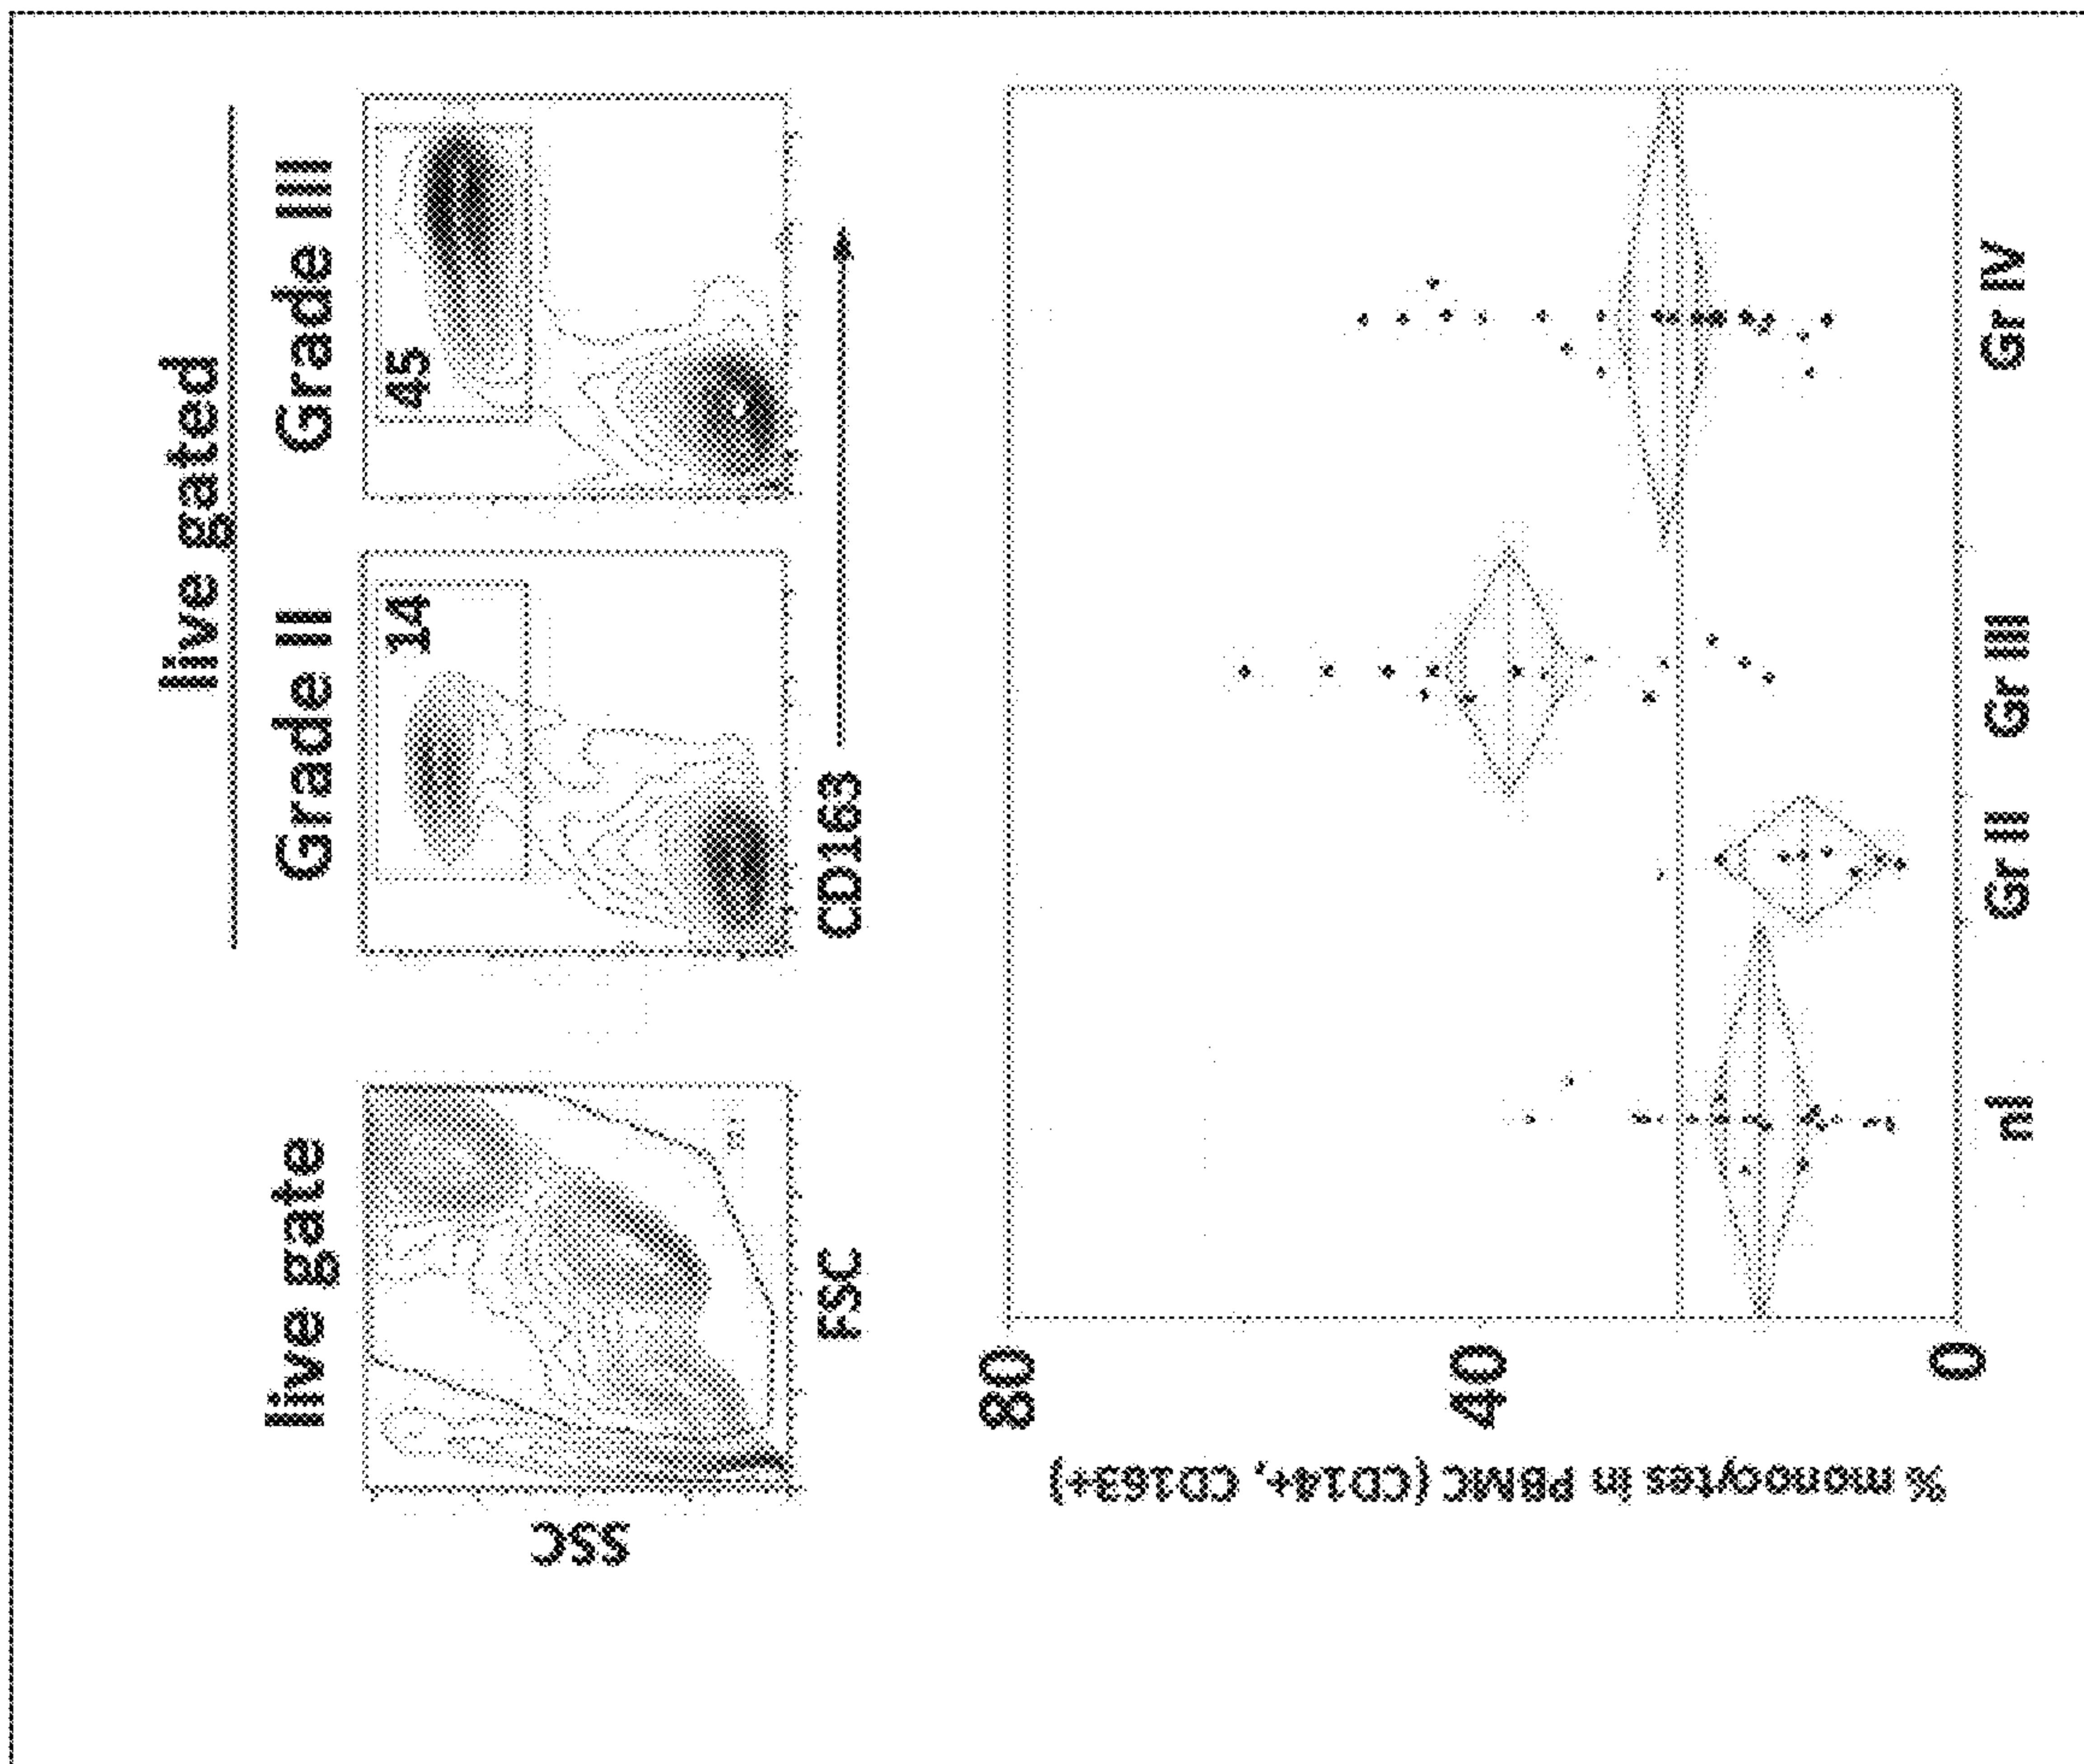 live gated
live gate
Grade II
Grade III
14
45
SSC
FSC
CD163
% monocytes in PBMC (CD14+, CD163+)
80
40
0
nl
Gr II
Gr III
Gr IV